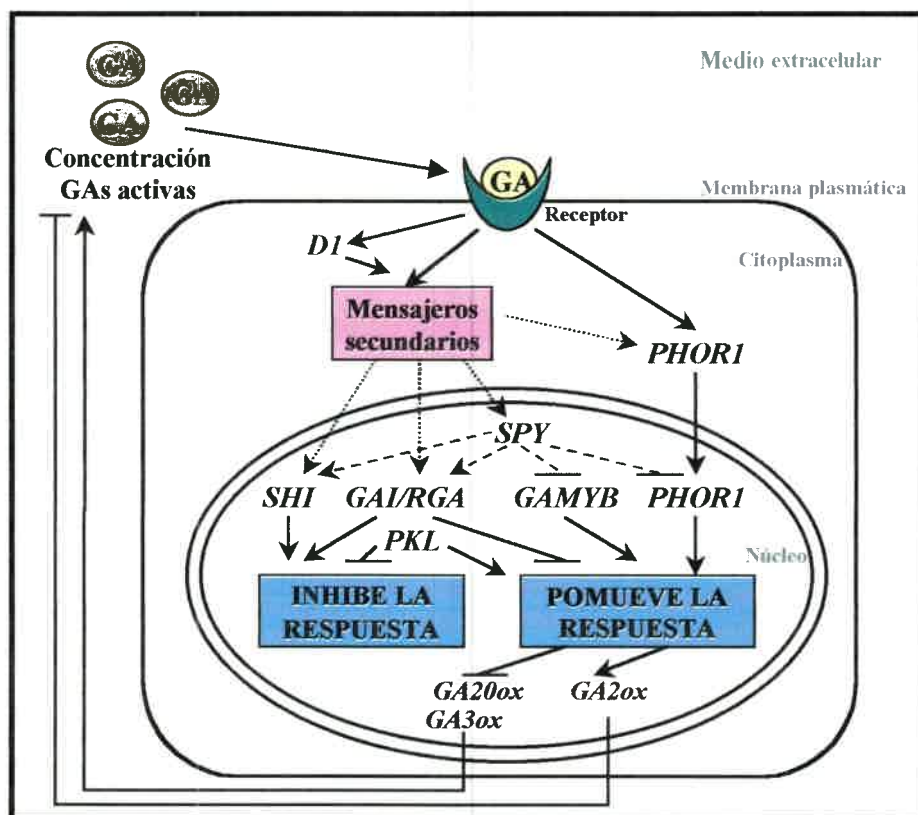 Medio extracelular
GA
GA
GA
Concentración
GAs activas
GA
Receptor
Membrana plasmática
D1
Citoplasma
Mensajeros
secundarios
PHOR1
SPY
SHI GAI/RGA GAMYB PHOR1
PKL
Núcleo
INHIBE LA
RESPUESTA
POMUEVE LA
RESPUESTA
GA20ox
GA3ox
GA2ox